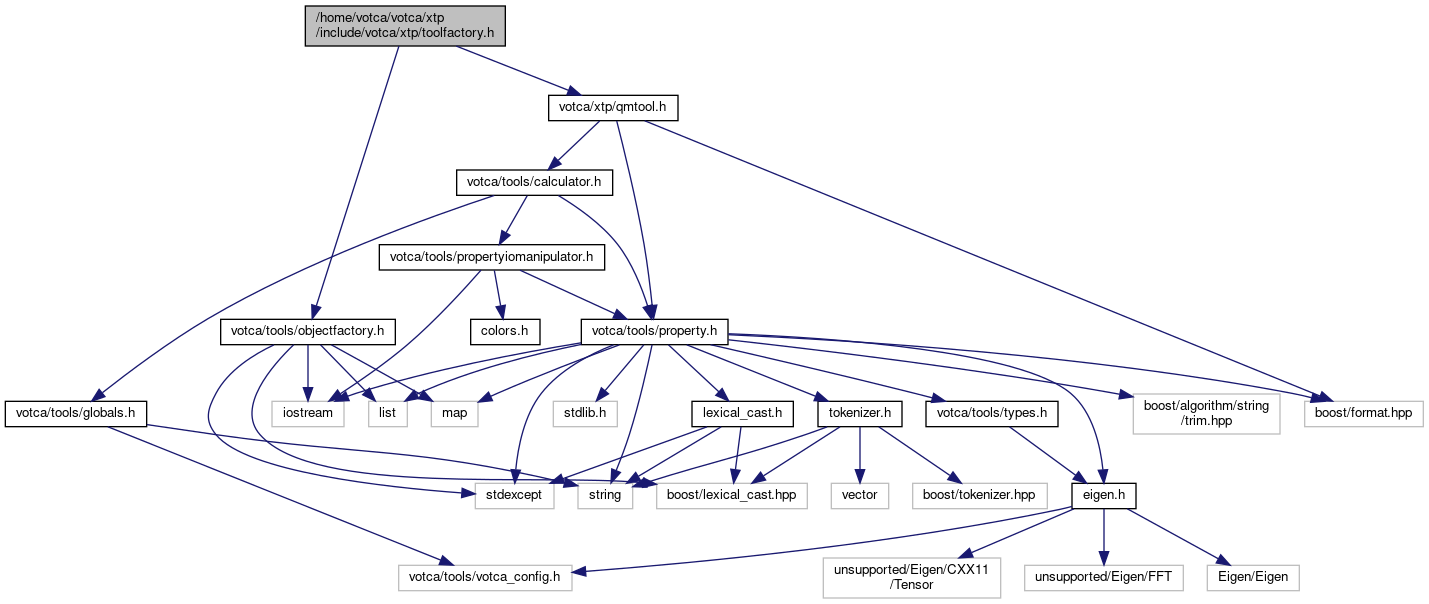 /home/votca/votca/xtp
/include/votca/xtp/toolfactory.h
votca/xtp/qmtool.h
votca/tools/calculator.h
votca/tools/propertyiomanipulator.h
votca/tools/objectfactory.h
colors.h
votca/tools/property.h
votca/tools/globals.h
iostream
list
map
stdlib.h
lexical_cast.h
tokenizer.h
votca/tools/types.h
boost/algorithm/string
/trim.hpp
boost/format.hpp
stdexcept
string
boost/lexical_cast.hpp
vector
boost/tokenizer.hpp
eigen.h
votca/tools/votca_config.h
unsupported/Eigen/CXX11
/Tensor
unsupported/Eigen/FFT
Eigen/Eigen